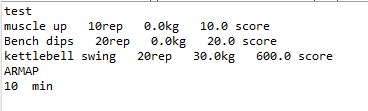 test
muscle up   10rep   0.0kg   10.0 score
Bench dips   20rep   0.0kg   20.0 score
kettlebell swing   20rep   30.0kg   600.0 score
ARMAP
10  min